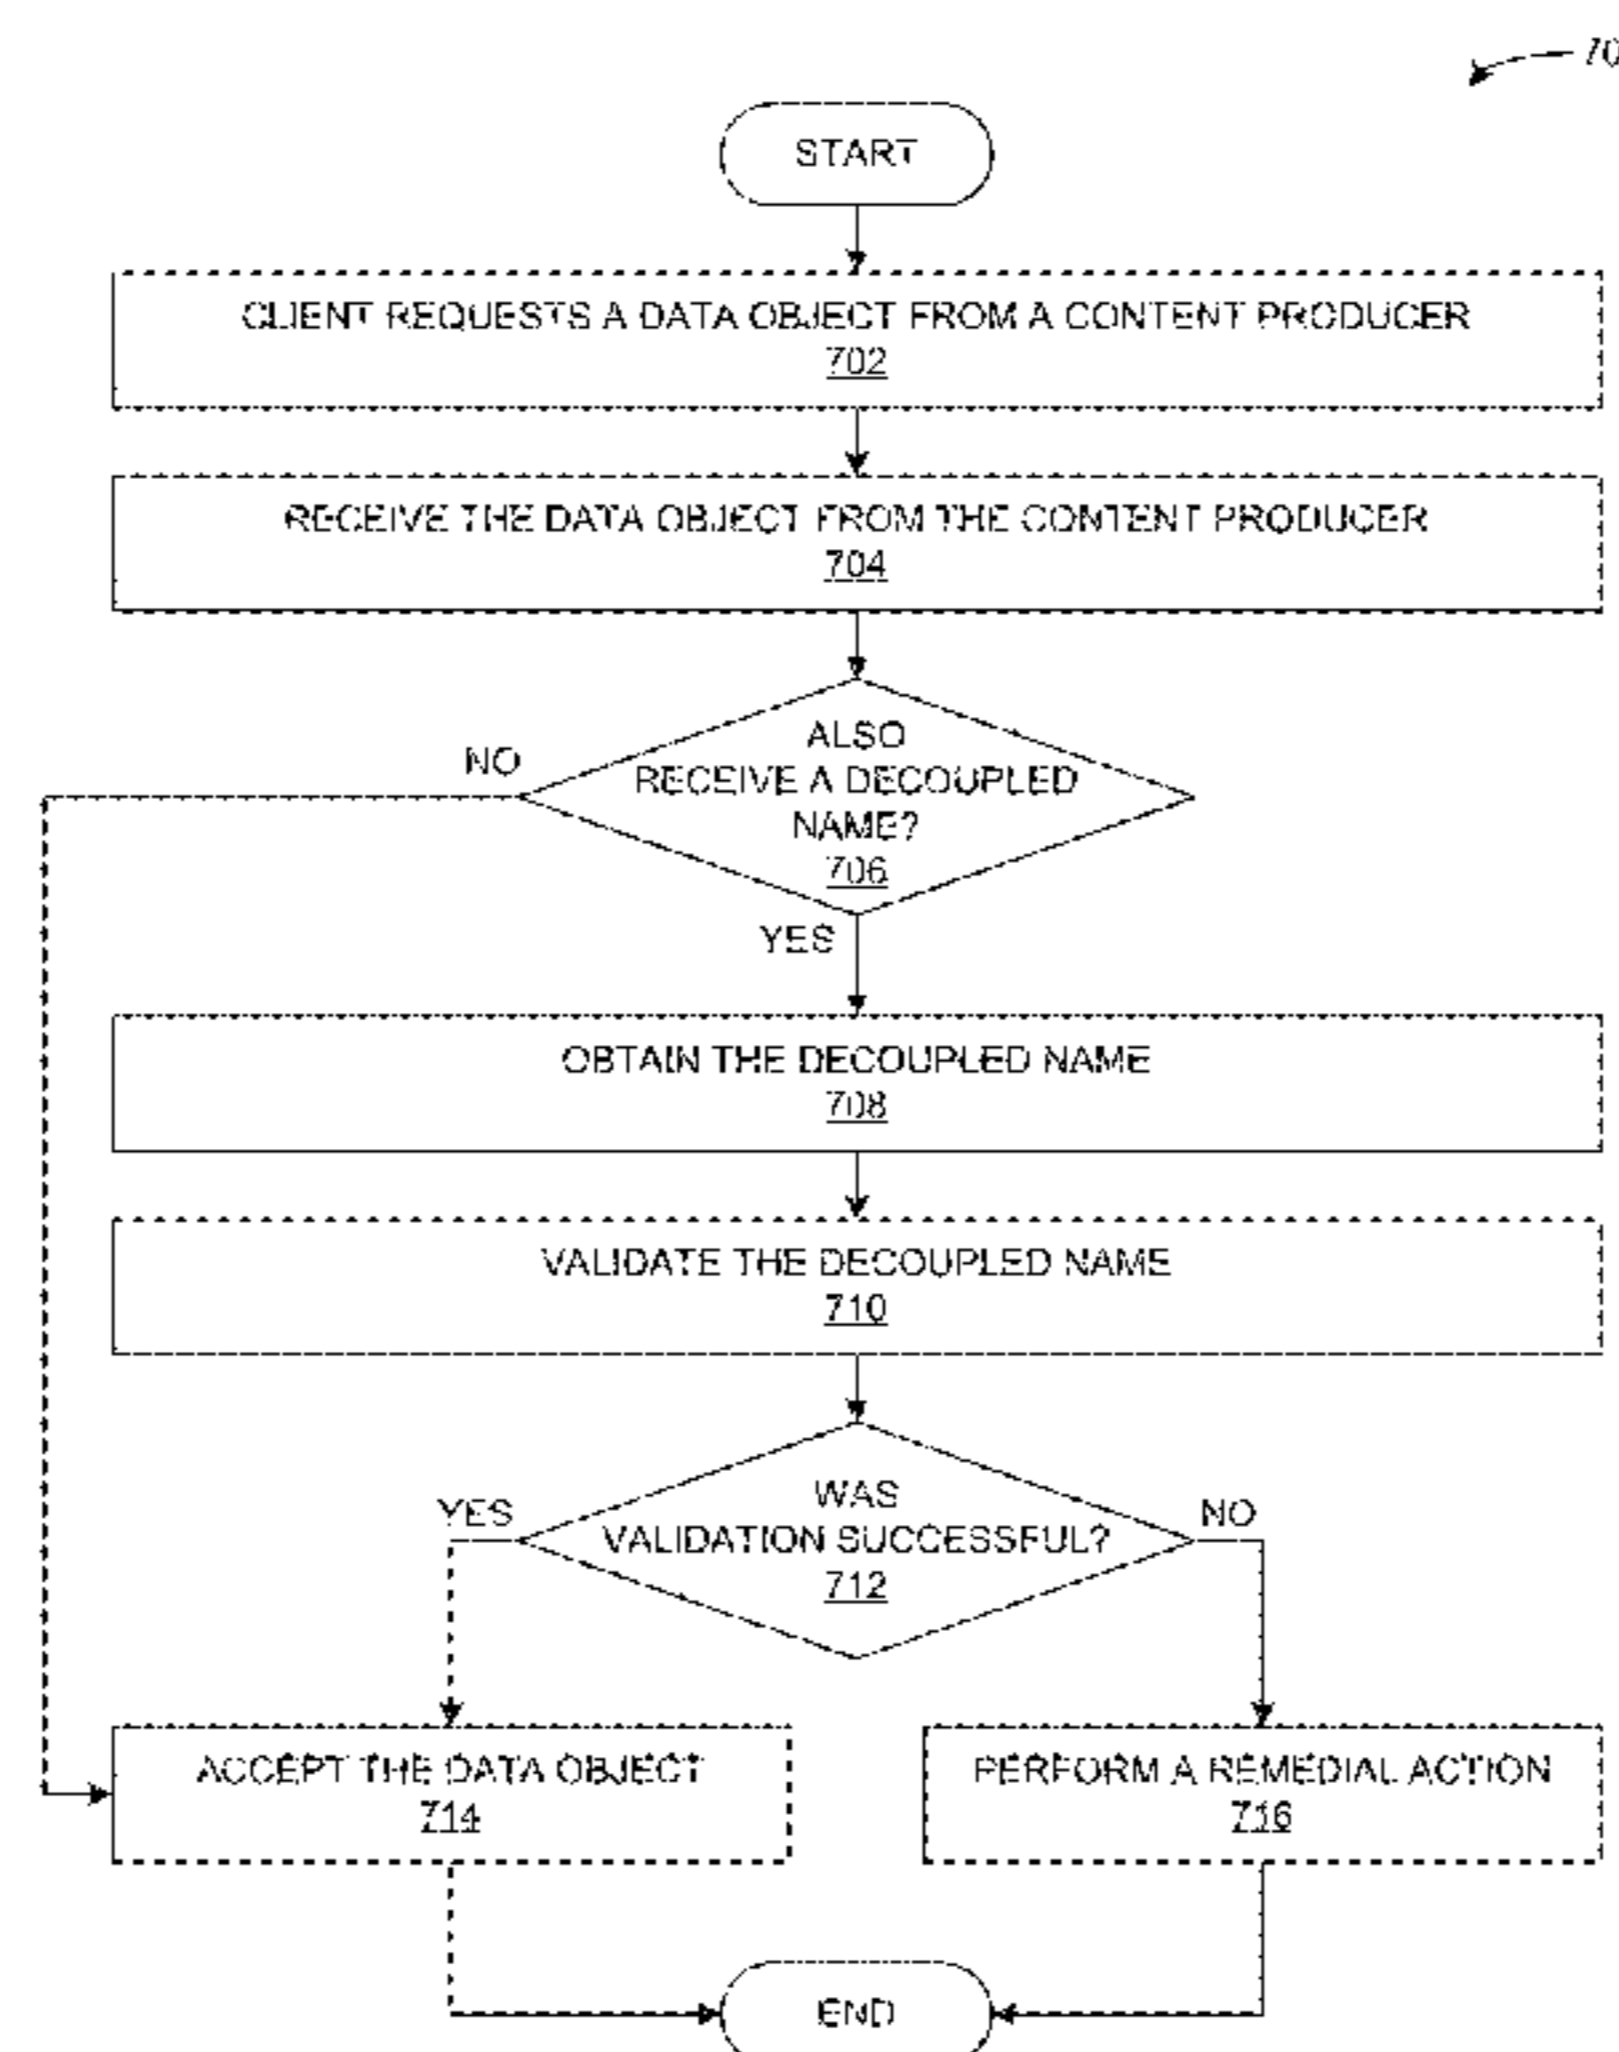 START
CLIENT REQUESTS A DATA OBJECT FROM A CONTENT PRODUCER
702
RECEIVE THE DATA OBJECT FROM THE CONTENT PRODUCER
704
ALSO
RECEIVE A DECOUPLED
NAME?
706
NO
YES
OBTAIN THE DECOUPLED NAME
708
VALIDATE THE DECOUPLED NAME
710
WAS
VALIDATION SUCCESSFUL?
712
YES
NO
ACCEPT THE DATA OBJECT
714
PERFORM A REMEDIAL ACTION
716
END